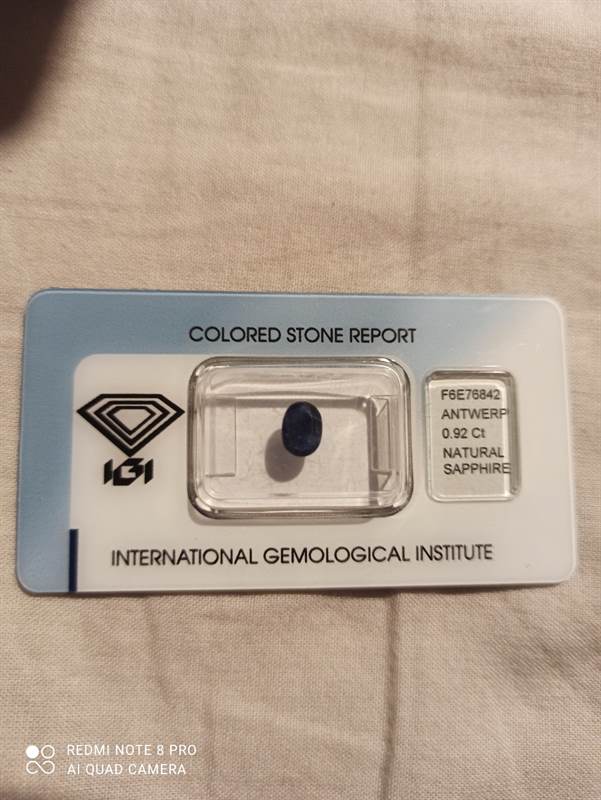 COLORED STONE REPORT
IGI
F6E76842
ANTWERP
0.92 Ct
NATURAL
SAPPHIRE
INTERNATIONAL GEMOLOGICAL INSTITUTE
REDMI NOTE 8 PRO
AI QUAD CAMERA